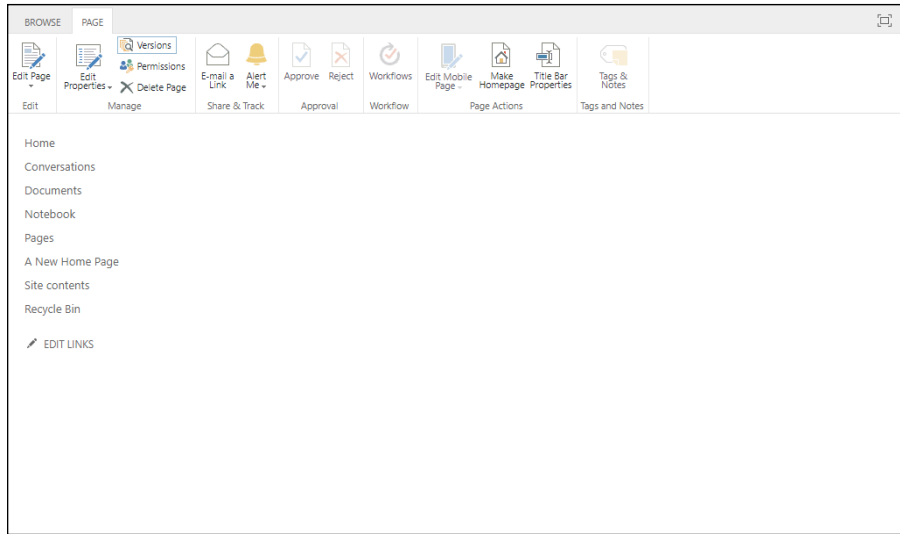 BROWSE PAGE
Edit Page
Edit
Properties
Versions
Permissions
Delete Page
E-mail a
Link
Alert
Me
Approve
Reject
Workflows
Edit Mobile
Page
Make
Homepage
Title Bar
Properties
Tags &
Notes
Edit
Manage
Share & Track
Approval
Workflow
Page Actions
Tags and Notes
Home
Conversations
Documents
Notebook
Pages
A New Home Page
Site contents
Recycle Bin
EDIT LINKS